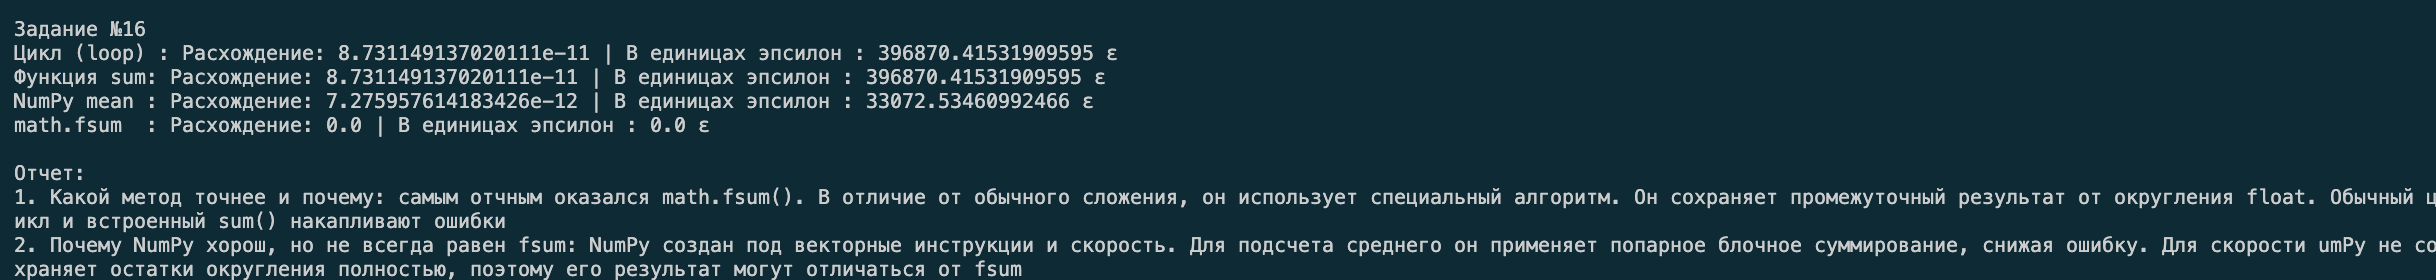 Задание №16
Цикл (loop) : Расхождение: 8.731149137020111e-11 | В единицах эпсилон : 396870.41531909595 ε
Функция sum: Расхождение: 8.731149137020111e-11 | В единицах эпсилон : 396870.41531909595 ε
NumPy mean : Расхождение: 7.275957614183426e-12 | В единицах эпсилон : 33072.53460992466 ε
math.fsum  : Расхождение: 0.0 | В единицах эпсилон : 0.0 ε
Отчет:
1. Какой метод точнее и почему: самым отчным оказался math.fsum(). В отличие от обычного сложения, он использует специальный алгоритм. Он сохраняет промежуточный результат от округления float. Обычный ц
икл и встроенный sum() накапливают ошибки
2. Почему NumPy хорош, но не всегда равен fsum: NumPy создан под векторные инструкции и скорость. Для подсчета среднего он применяет попарное блочное суммирование, снижая ошибку. Для скорости umPy не со
храняет остатки округления полностью, поэтому его результат могут отличаться от fsum